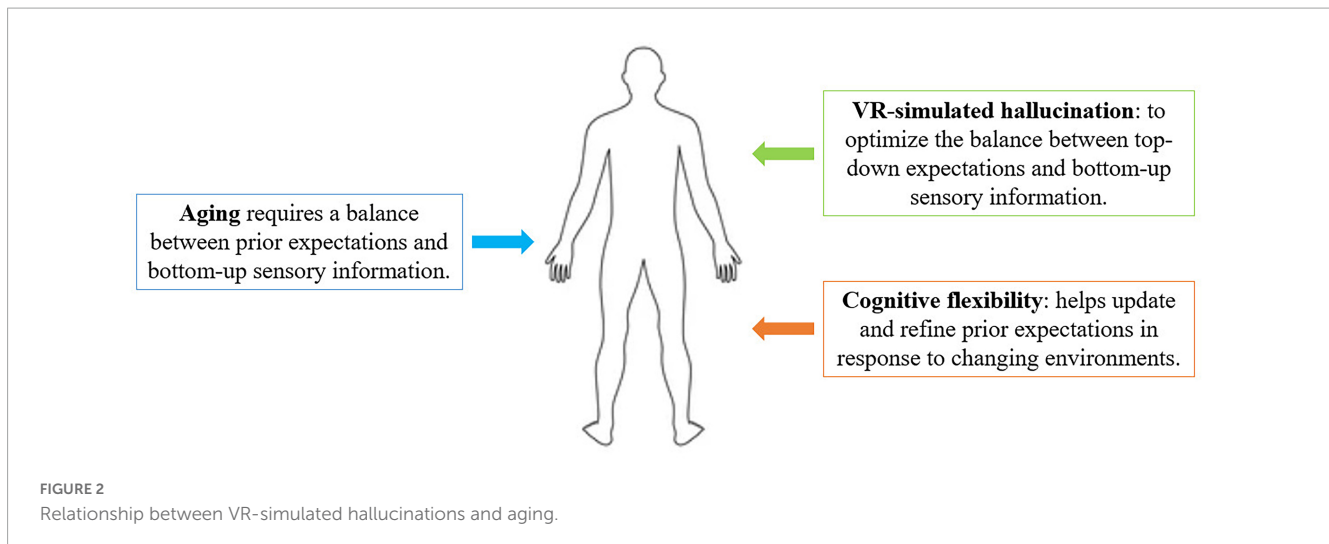 Aging requires a balance
between prior expectations and
bottom-up sensory information.
VR-simulated hallucination: to
optimize the balance between top-
down expectations and bottom-up
sensory information.
Cognitive flexibility: helps update
and refine prior expectations in
response to changing environments.
FIGURE 2
Relationship between VR-simulated hallucinations and aging.